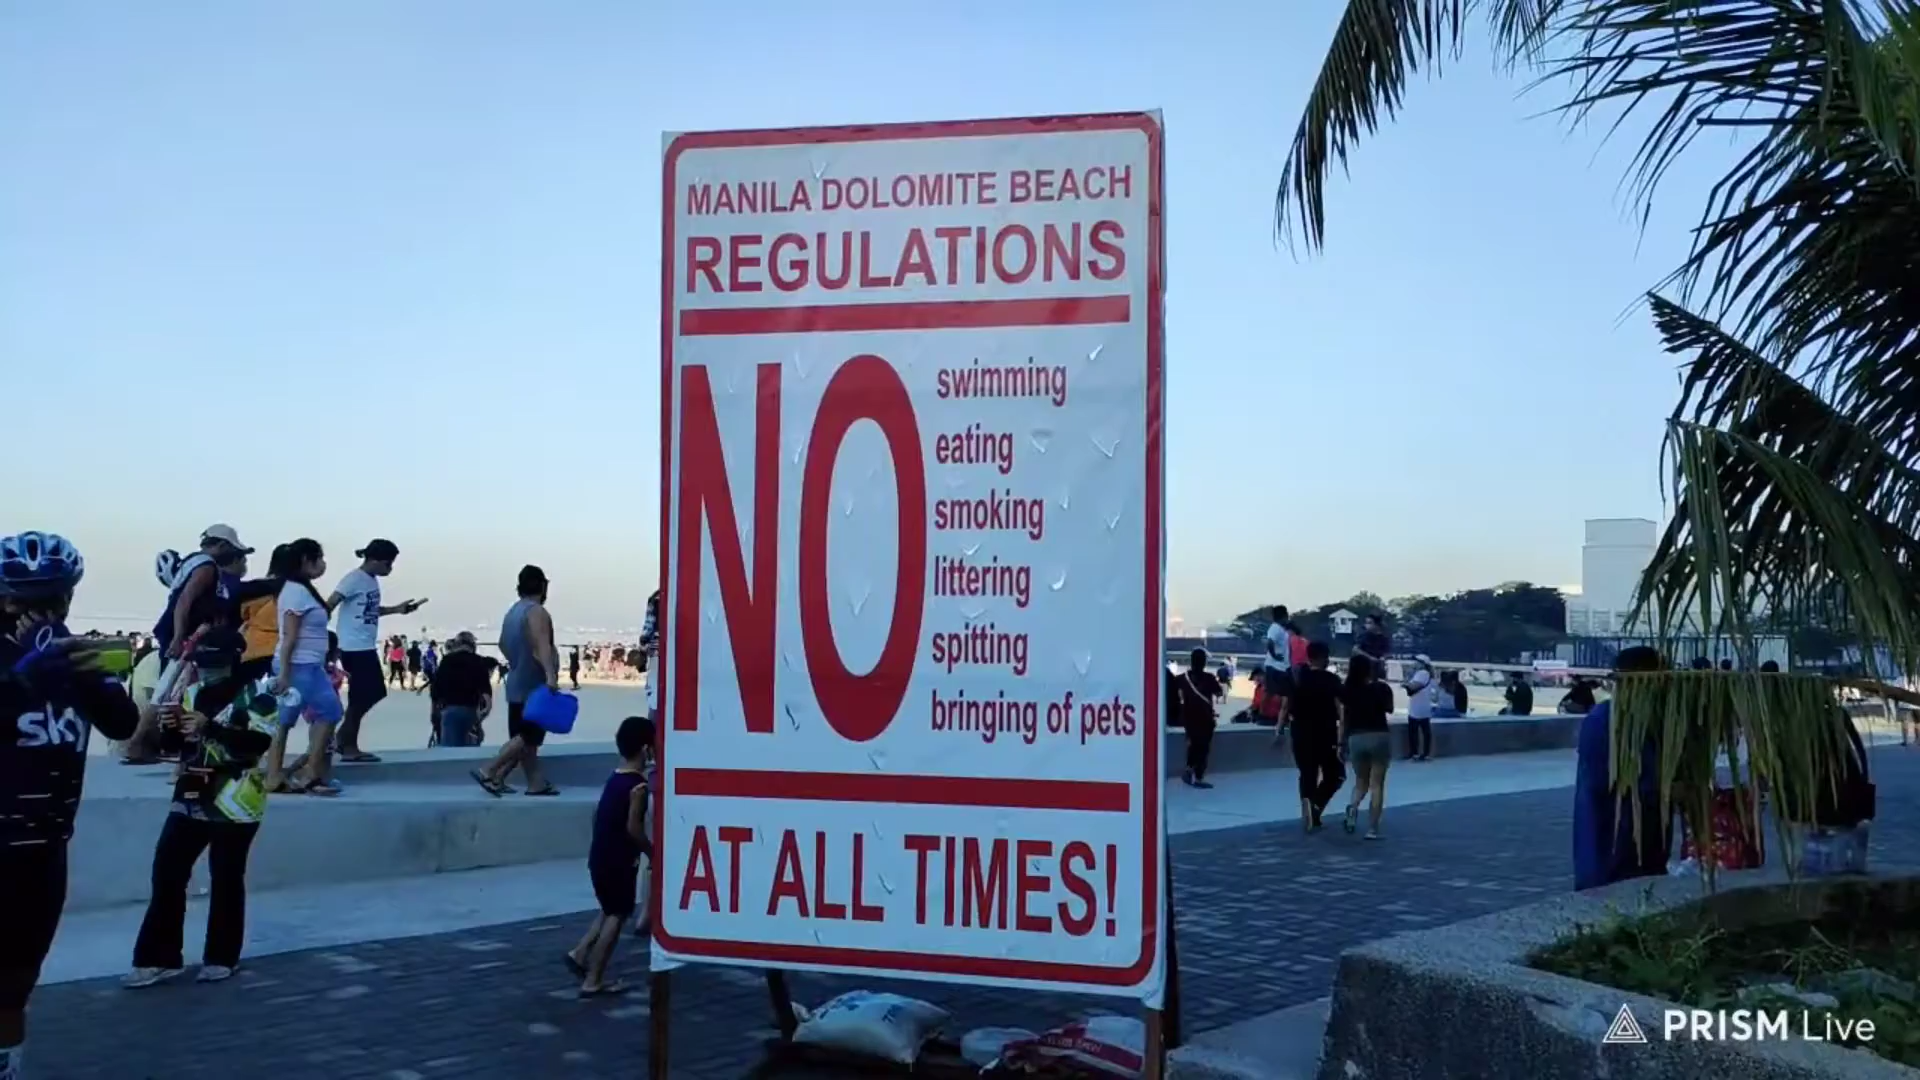 MANILA DOLOMITE BEACH
REGULATIONS
NO
swimming
eating
smoking
littering
spitting
bringing of pets
AT ALL TIMES!
sky
PRISM Live